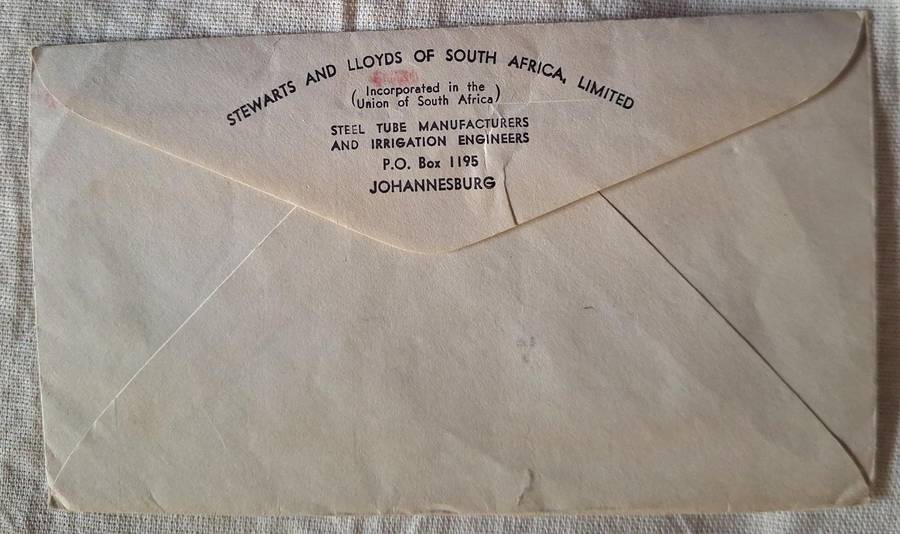 STEWARTS AND LLOYDS OF SOUTH AFRICA, LIMITED
(Incorporated in the
Union of South Africa)
STEEL TUBE MANUFACTURERS
AND IRRIGATION ENGINEERS
P.O. Box 1195
JOHANNESBURG